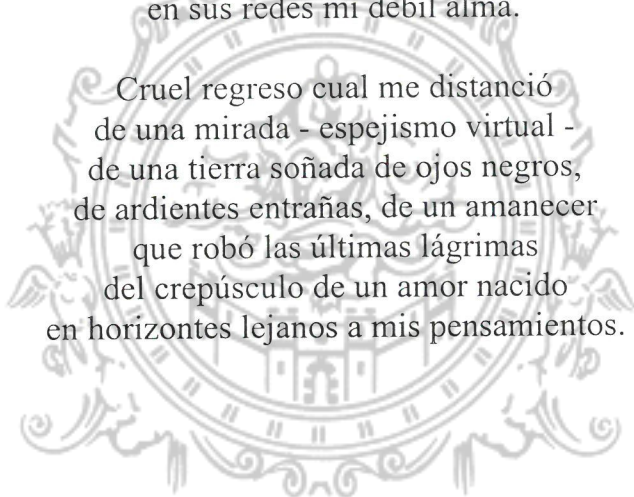 en sus redes mi débil alma.
Cruel regreso cual me distanció
de una mirada - espejismo virtual -
de una tierra soñada de ojos negros,
de ardientes entrañas, de un amanecer
que robó las últimas lágrimas
del crepúsculo de un amor nacido
en horizontes lejanos a mis pensamientos.